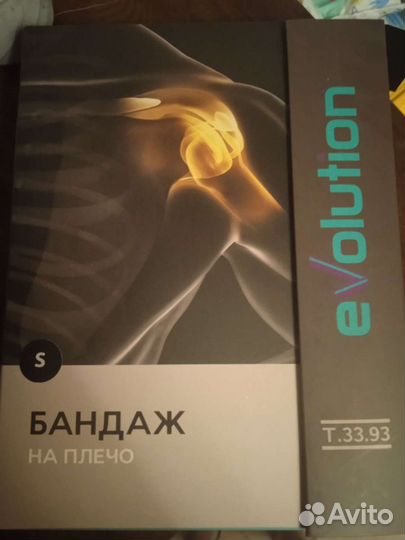 evolution
S
БАНДАЖ
НА ПЛЕЧО
Т.33.93
Avito